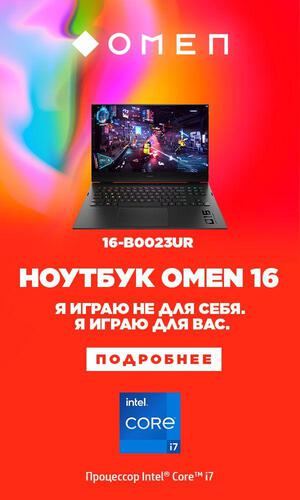 OMEN
16-B0023UR
НОУТБУК OMEN 16
Я ИГРАЮ НЕ ДЛЯ СЕБЯ.
Я ИГРАЮ ДЛЯ ВАС.
ПОДРОБНЕЕ
intel
CORE
i7
Процессор Intel® Core™ i7